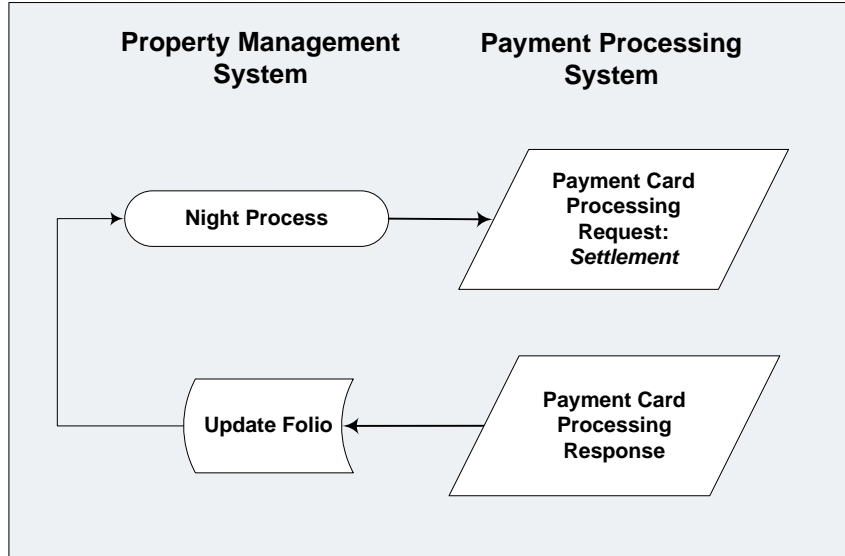 Property Management
System
Payment Processing
System
Night Process
Payment Card
Processing
Request:
Settlement
Update Folio
Payment Card
Processing
Response